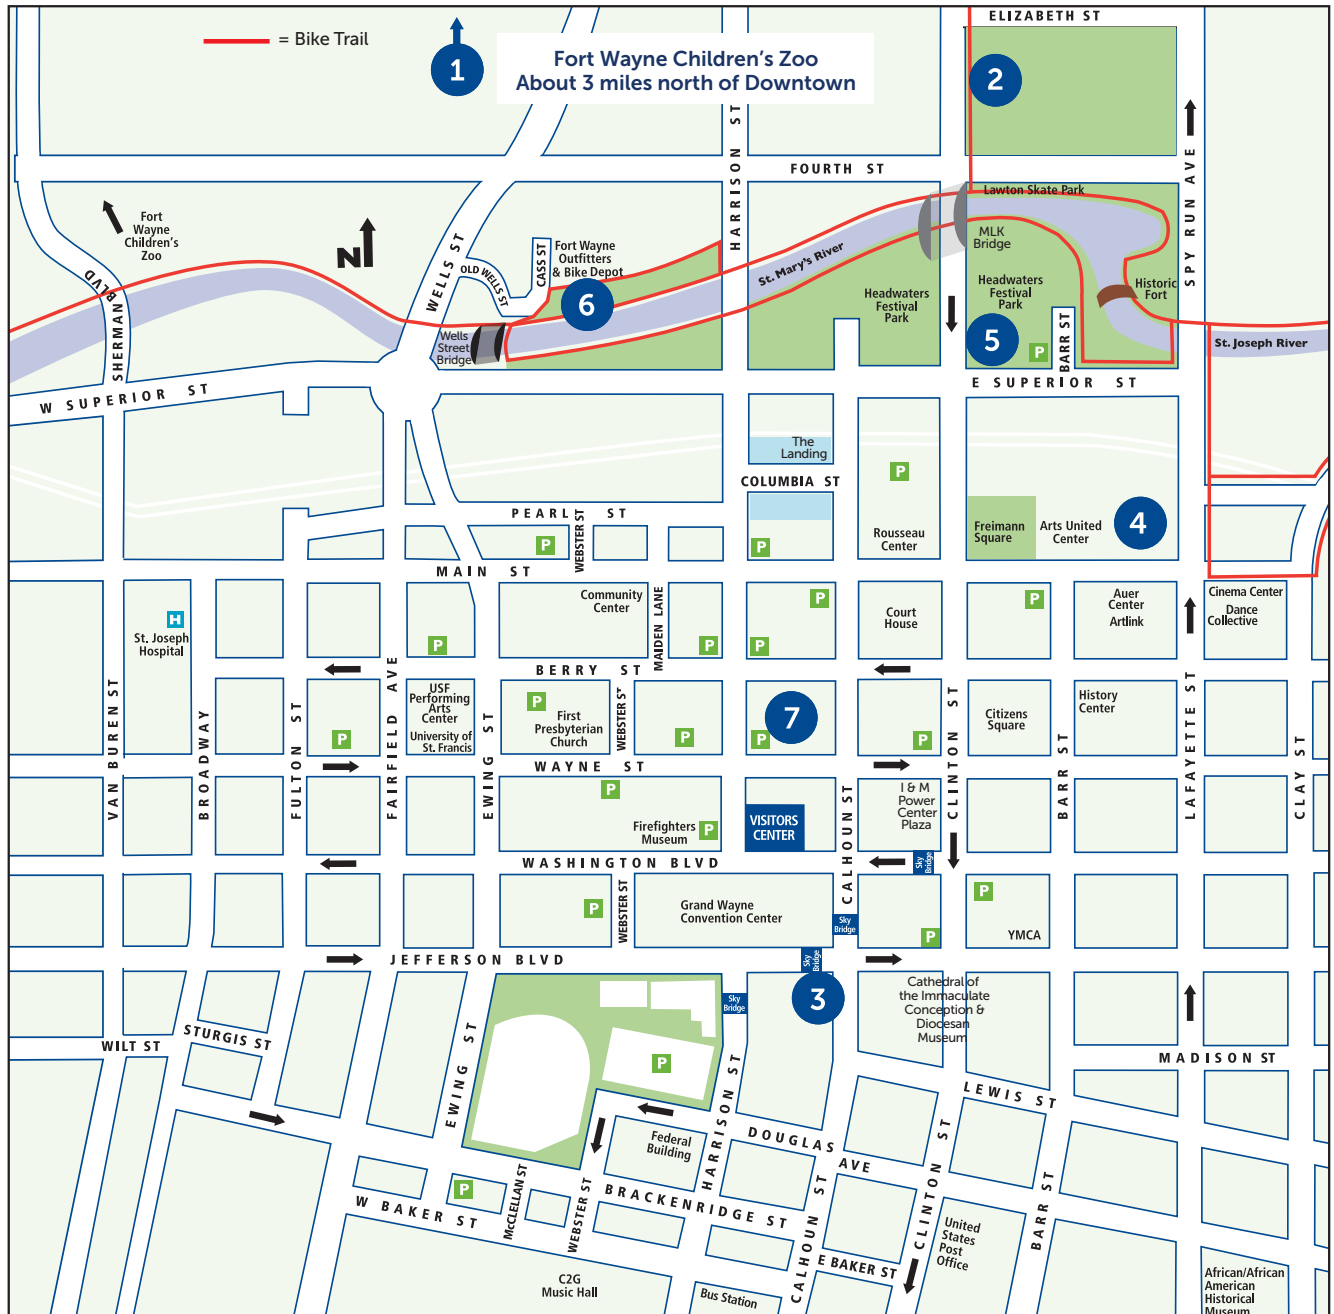 ELIZABETH ST
= Bike Trail
1
Fort Wayne Children's Zoo
About 3 miles north of Downtown
2
HARRISON ST
SPY RUN AVE
FOURTH ST
Lawton Skate Park
Fort
Wayne
Children's
Zoo
N
WELLS ST
OLD WELLS ST
CASS ST
Fort Wayne
Outfitters
& Bike Depot
6
St. Mary's River
MLK
Bridge
Headwaters
Festival
Park
Headwaters
Festival
Park
Historic
Fort
SHERMAN BLVD
Wells
Street
Bridge
5
P
BARR ST
St. Joseph River
W SUPERIOR ST
E SUPERIOR ST
The
Landing
P
COLUMBIA ST
PEARL ST
WEBSTER ST
P
P
Rousseau
Center
Freimann
Square
Arts United
Center
4
MAIN ST
H
St. Joseph
Hospital
P
Community
Center
MAIDEN LANE
P
P
P
Court
House
P
Auer
Center
Artlink
Cinema Center
Dance
Collective
BERRY ST
VAN BUREN ST
BROADWAY
FULTON ST
P
FAIRFIELD AVE
USF
Performing
Arts
Center
University of
St. Francis
EWING ST
P
First
Presbyterian
Church
WEBSTER ST
P
7
P
P
CLINTON ST
Citizens
Square
BARR ST
History
Center
LAFAYETTE ST
CLAY ST
WAYNE ST
P
Firefighters
Museum
P
VISITORS
CENTER
CALHOUN ST
I & M
Power
Center
Plaza
WASHINGTON BLVD
Sky
Bridge
P
WEBSTER ST
Grand Wayne
Convention Center
Sky
Bridge
P
P
YMCA
JEFFERSON BLVD
Sky
Bridge
3
Sky
Bridge
Cathedral of
the Immaculate
Conception &
Diocesan
Museum
WILT ST
STURGIS ST
EWING ST
P
HARRISON ST
MADISON ST
LEWIS ST
Federal
Building
DOUGLAS AVE
P
McCLELLAN ST
WEBSTER ST
BRACKENRIDGE ST
CALHOUN ST
CLINTON ST
BARR ST
W BAKER ST
United
States
Post
Office
E BAKER ST
C2G
Music Hall
Bus Station
African/African
American
Historical
Museum